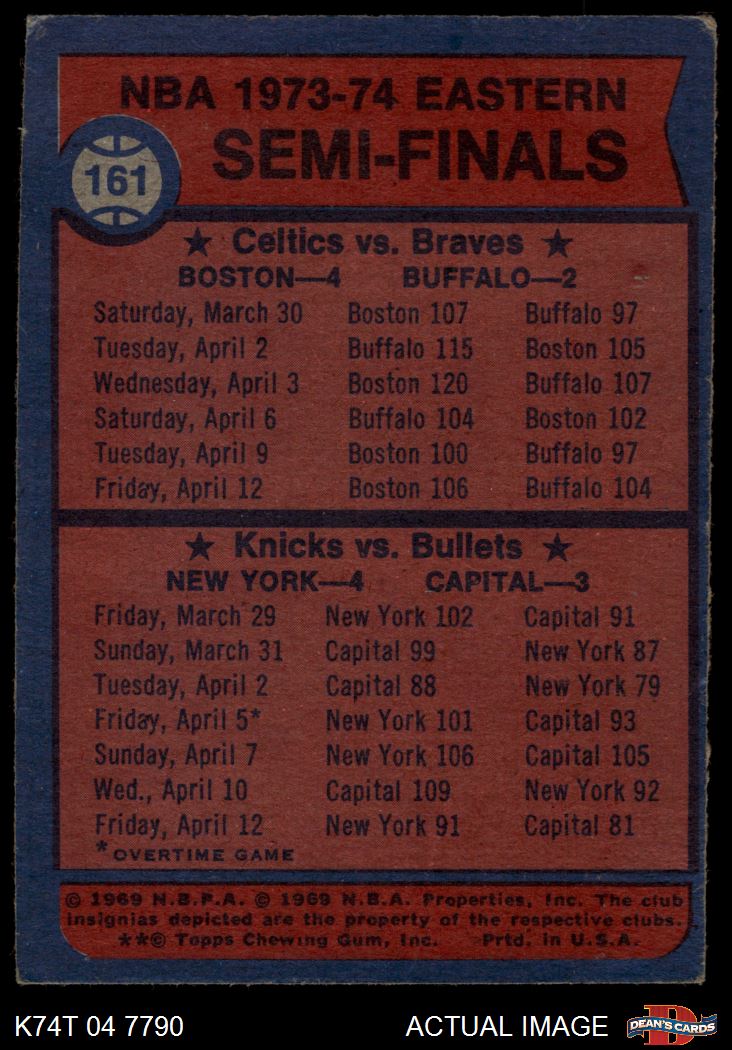 NBA 1973-74 EASTERN
SEMI-FINALS
161
★ Celtics vs. Braves ★
BOSTON—4 BUFFALO—2
Saturday, March 30 Boston 107 Buffalo 97
Tuesday, April 2 Buffalo 115 Boston 105
Wednesday, April 3 Boston 120 Buffalo 107
Saturday, April 6 Buffalo 104 Boston 102
Tuesday, April 9 Boston 100 Buffalo 97
Friday, April 12 Boston 106 Buffalo 104
★ Knicks vs. Bullets ★
NEW YORK—4 CAPITAL—3
Friday, March 29 New York 102 Capital 91
Sunday, March 31 Capital 99 New York 87
Tuesday, April 2 Capital 88 New York 79
Friday, April 5* New York 101 Capital 93
Sunday, April 7 New York 106 Capital 105
Wed., April 10 Capital 109 New York 92
Friday, April 12 New York 91 Capital 81
*OVERTIME GAME
© 1969 N.B.P.A. © 1969 N.B.A. Properties, Inc. The club
insignias depicted are the property of the respective clubs.
**© Topps Chewing Gum, Inc. Prtd. in U.S.A.
K74T 04 7790 ACTUAL IMAGE DEAN'S CARDS